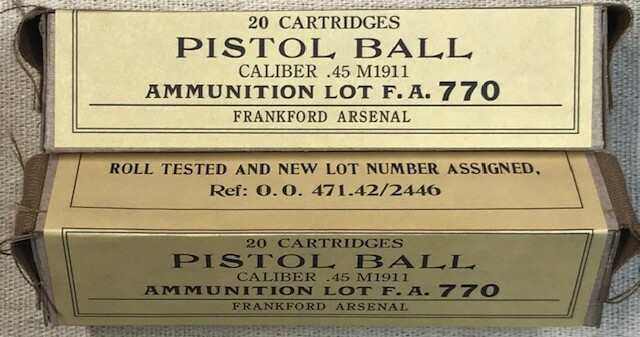 20 CARTRIDGES
PISTOL BALL
CALIBER .45 M1911
AMMUNITION LOT F. A. 770
FRANKFORD ARSENAL
ROLL TESTED AND NEW LOT NUMBER ASSIGNED,
Ref: O. O. 471.42/2446
20 CARTRIDGES
PISTOL BALL
CALIBER .45 M1911
AMMUNITION LOT F. A. 770
FRANKFORD ARSENAL